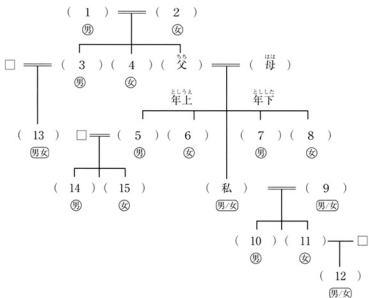 ( 1 ) ( 2 )
男 女
□ ( 3 ) ( 4 ) (父) (母)
ちち はは
男 女
年上 年下
としうえ としした
( 13 ) □ ( 5 ) ( 6 ) ( 7 ) ( 8 )
男女 男 女 男 女
( 14 ) ( 15 ) ( 私 ) ( 9 )
男 女 男/女 男/女
( 10 ) ( 11 ) □
男 女
( 12 )
男/女